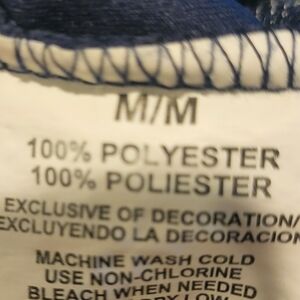 M/M
100% POLYESTER
100% POLIESTER
EXCLUSIVE OF DECORATION/
EXCLUYENDO LA DECORACION
MACHINE WASH COLD
USE NON-CHLORINE
BLEACH WHEN NEEDED
LOW